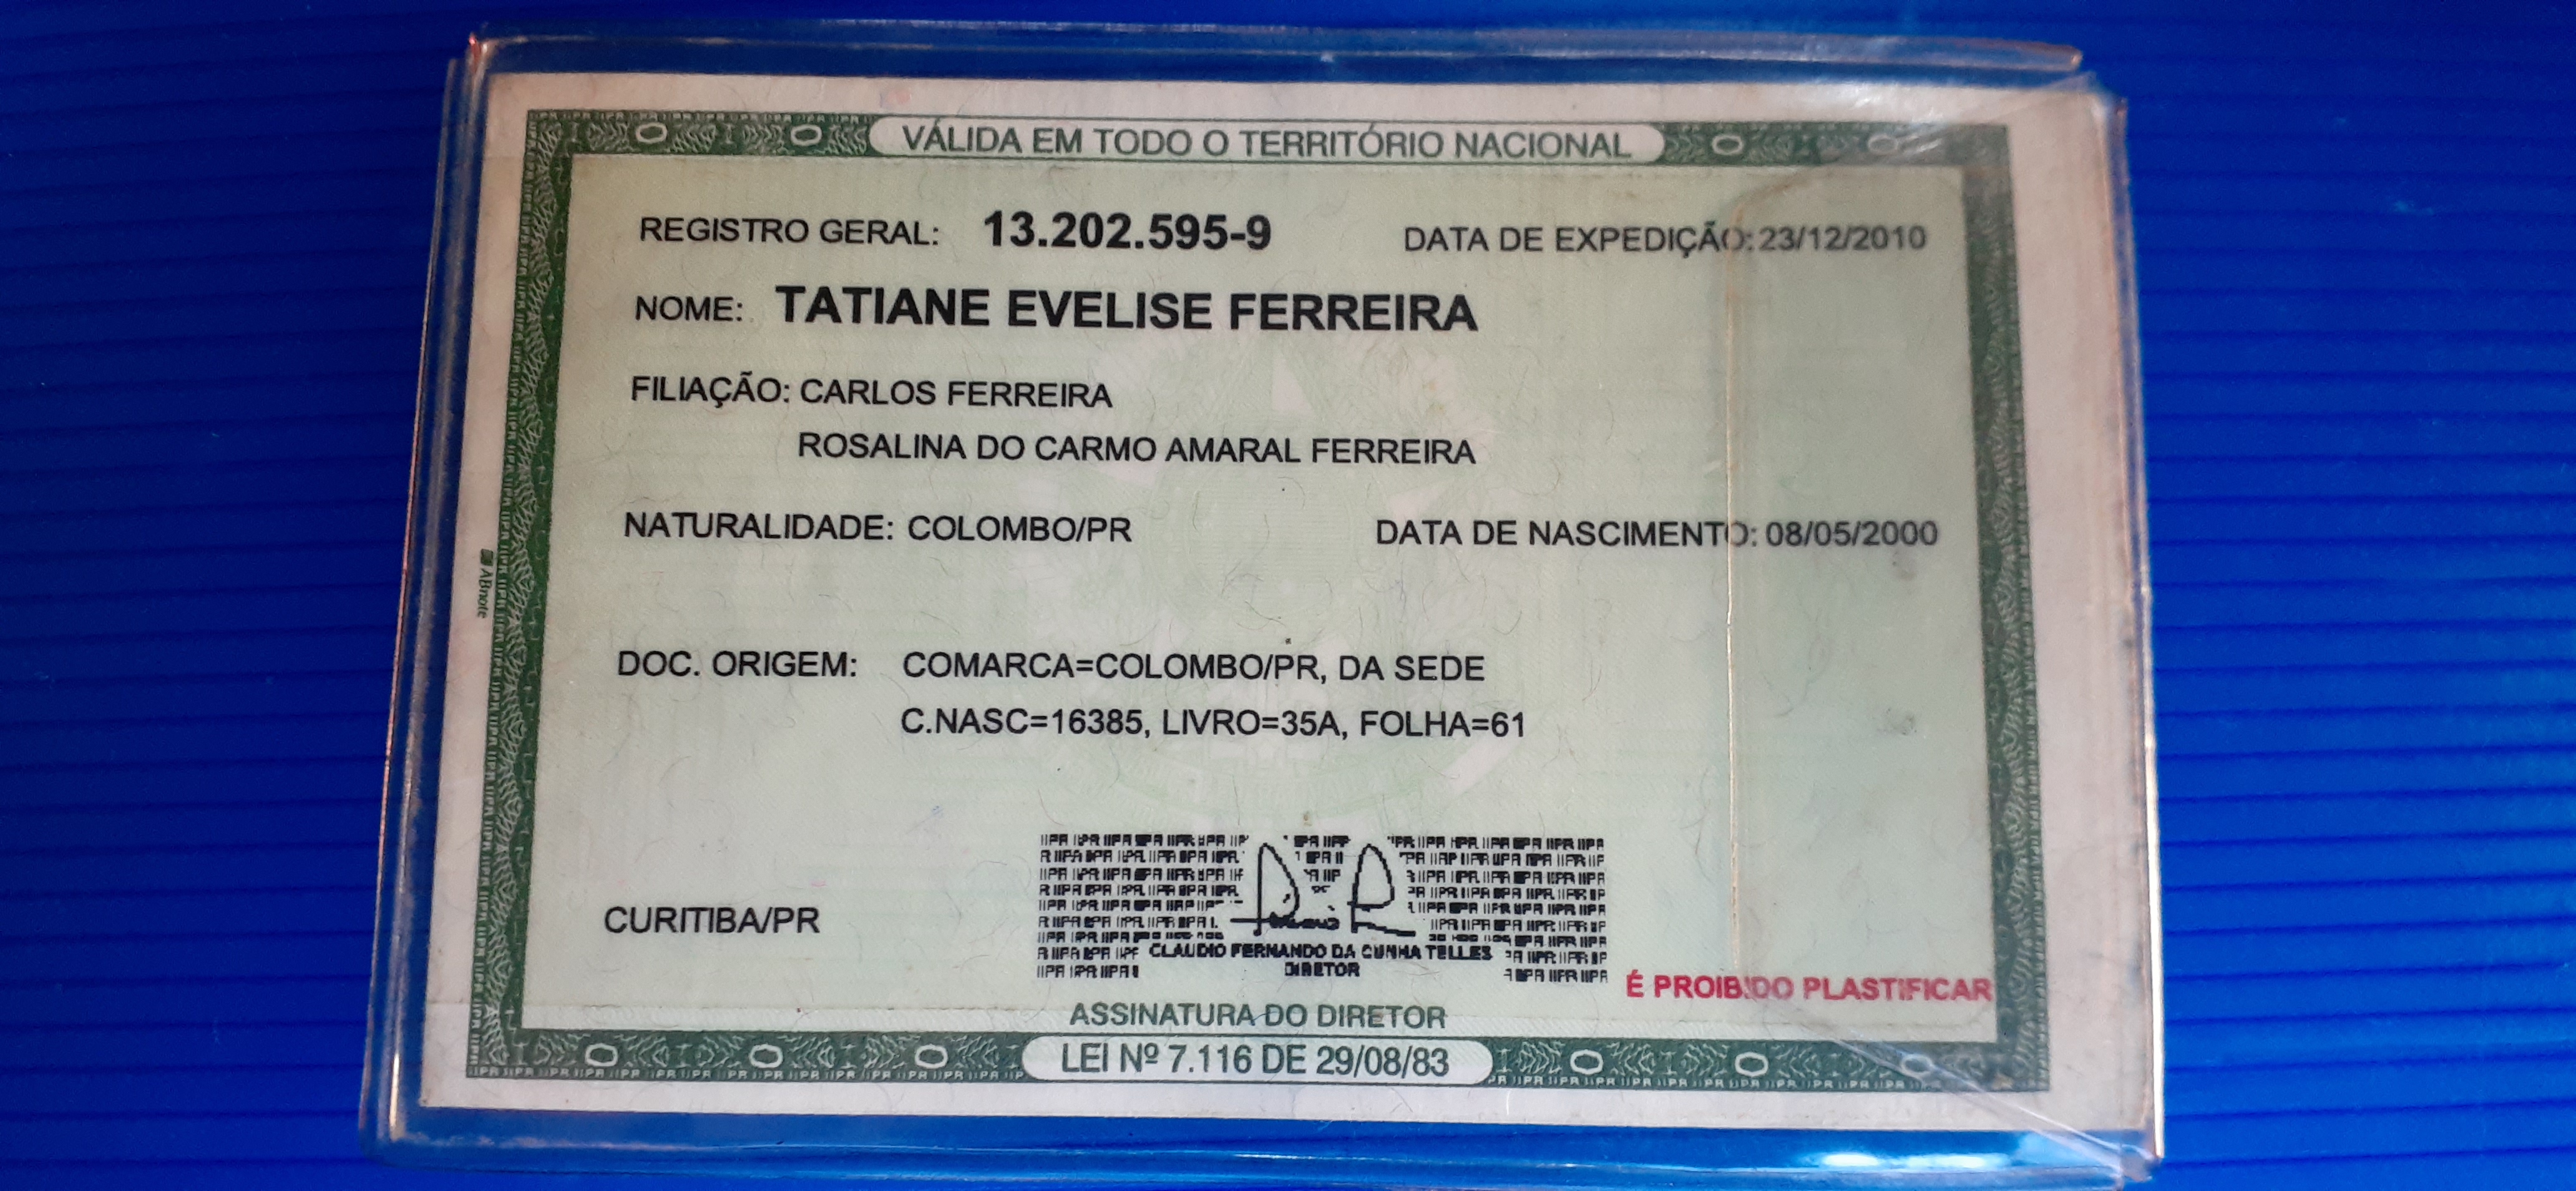 VÁLIDA EM TODO O TERRITÓRIO NACIONAL
REGISTRO GERAL: 13.202.595-9 DATA DE EXPEDIÇÃO: 23/12/2010
NOME: TATIANE EVELISE FERREIRA
FILIAÇÃO: CARLOS FERREIRA
ROSALINA DO CARMO AMARAL FERREIRA
NATURALIDADE: COLOMBO/PR DATA DE NASCIMENTO: 08/05/2000
ABnote
DOC. ORIGEM: COMARCA=COLOMBO/PR, DA SEDE
C.NASC=16385, LIVRO=35A, FOLHA=61
CURITIBA/PR
CLAUDIO FERNANDO DA CUNHA TELLES
DIRETOR
É PROIBIDO PLASTIFICAR
ASSINATURA DO DIRETOR
LEI Nº 7.116 DE 29/08/83